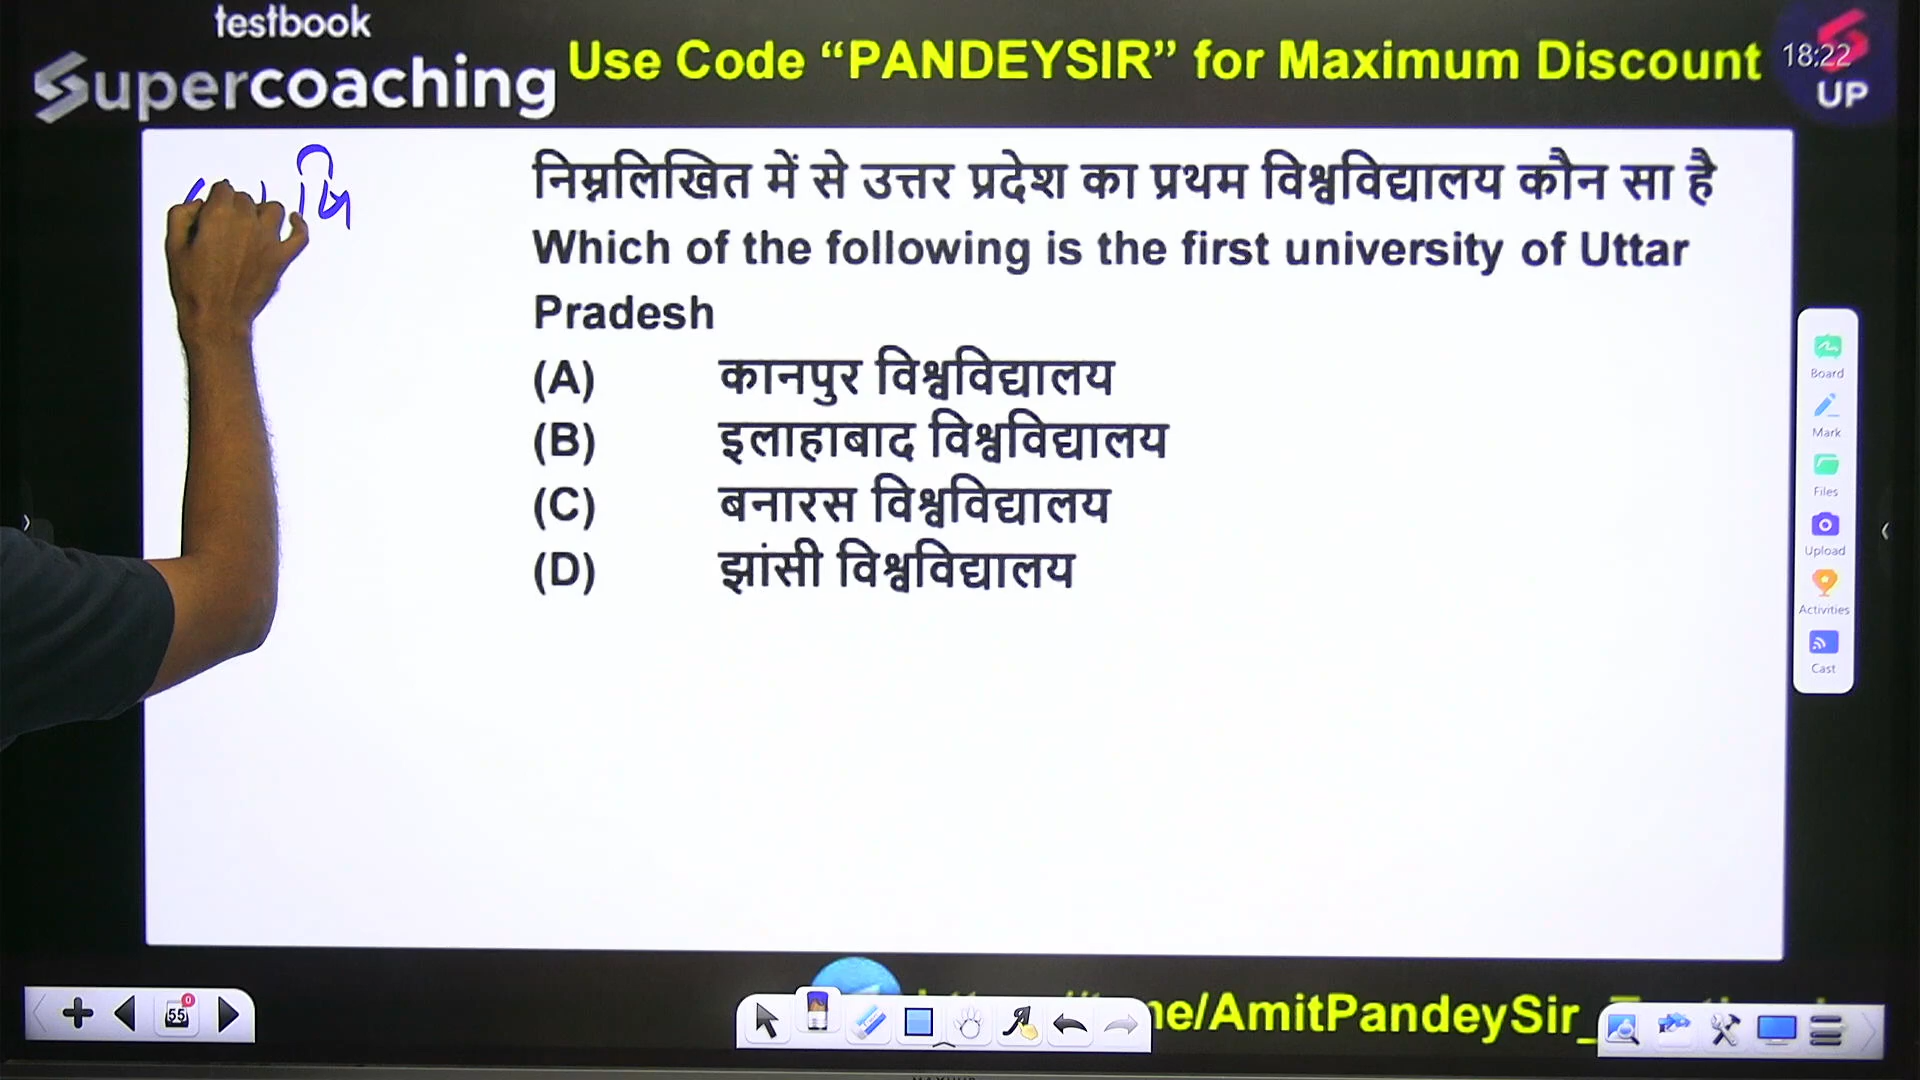 testbook
Supercoaching
Use Code “PANDEYSIR” for Maximum Discount
18:22
UP
निम्नलिखित में से उत्तर प्रदेश का प्रथम विश्वविद्यालय कौन सा है
Which of the following is the first university of Uttar
Pradesh
(A) कानपुर विश्वविद्यालय
(B) इलाहाबाद विश्वविद्यालय
(C) बनारस विश्वविद्यालय
(D) झांसी विश्वविद्यालय
Board
Mark
Files
Upload
Activities
Cast
0
55
me/AmitPandeySir_